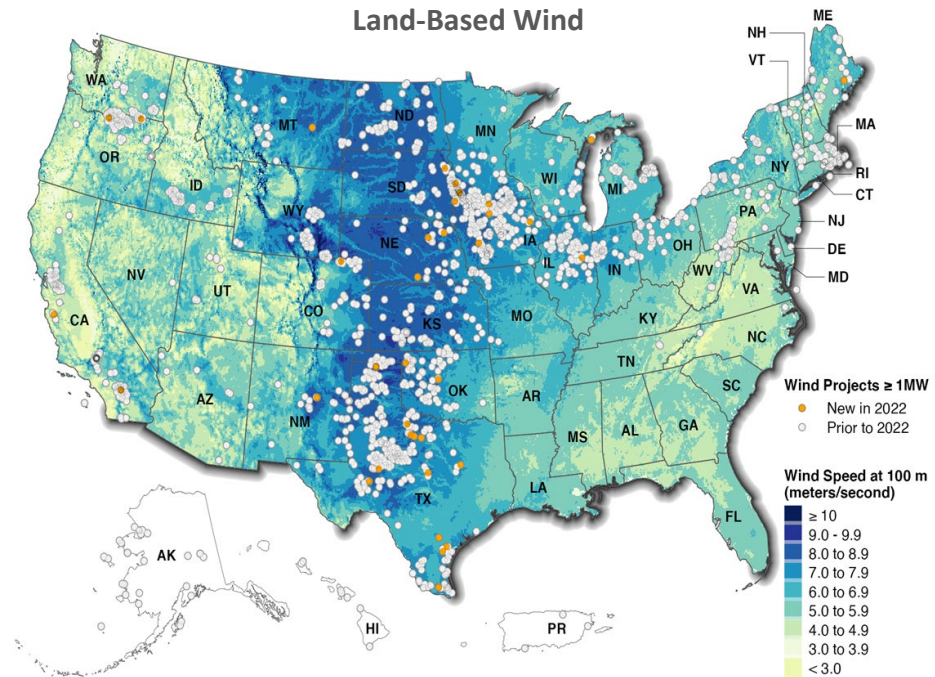 Land-Based Wind
ME
NH
VT
WA
MT
ND
MN
MA
OR
ID
SD
WI
MI
NY
RI
CT
WY
NE
IA
PA
NJ
NV
UT
CO
IL
IN
OH
WV
DE
MD
CA
KS
MO
KY
VA
NC
AZ
NM
OK
AR
TN
SC
MS
AL
GA
TX
LA
FL
AK
HI
PR
Wind Projects ≥ 1MW
New in 2022
Prior to 2022
Wind Speed at 100 m
(meters/second)
≥ 10
9.0 - 9.9
8.0 to 8.9
7.0 to 7.9
6.0 to 6.9
5.0 to 5.9
4.0 to 4.9
3.0 to 3.9
< 3.0